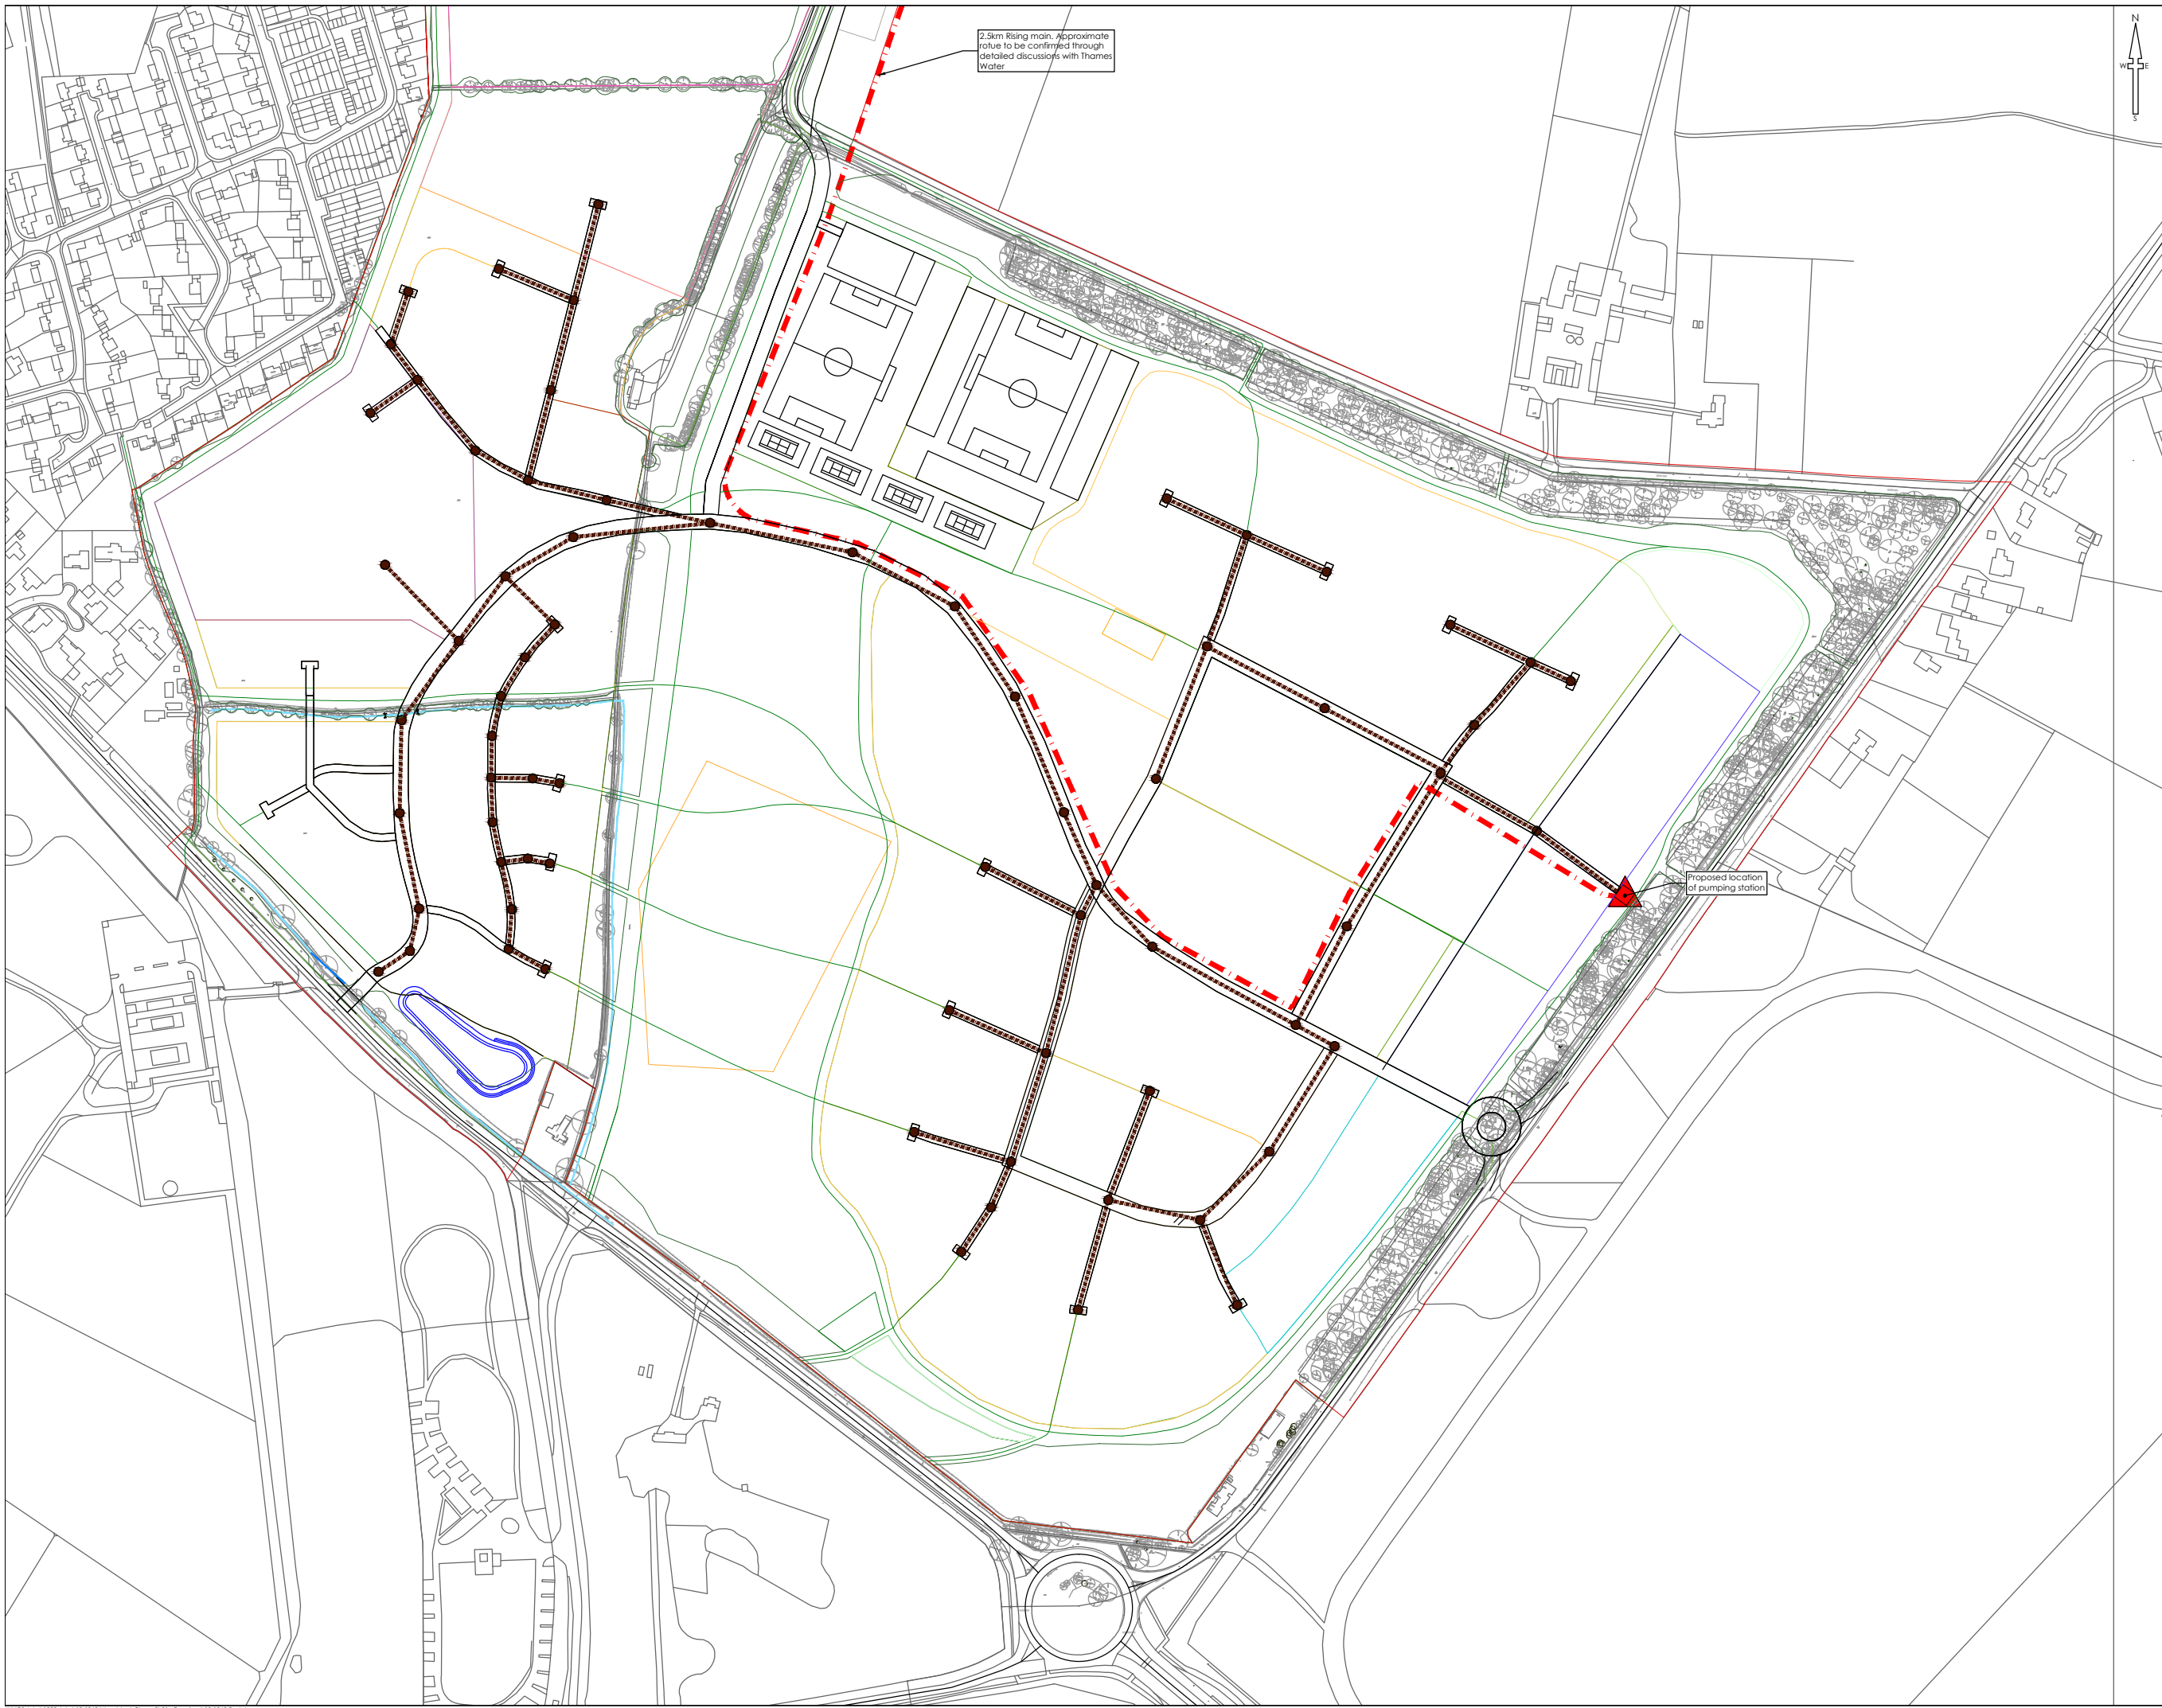 2.5km Rising main. Approximate
rotue to be confirmed through
detailed discussions with Thames
Water
N
W E
S
Proposed location
of pumping station